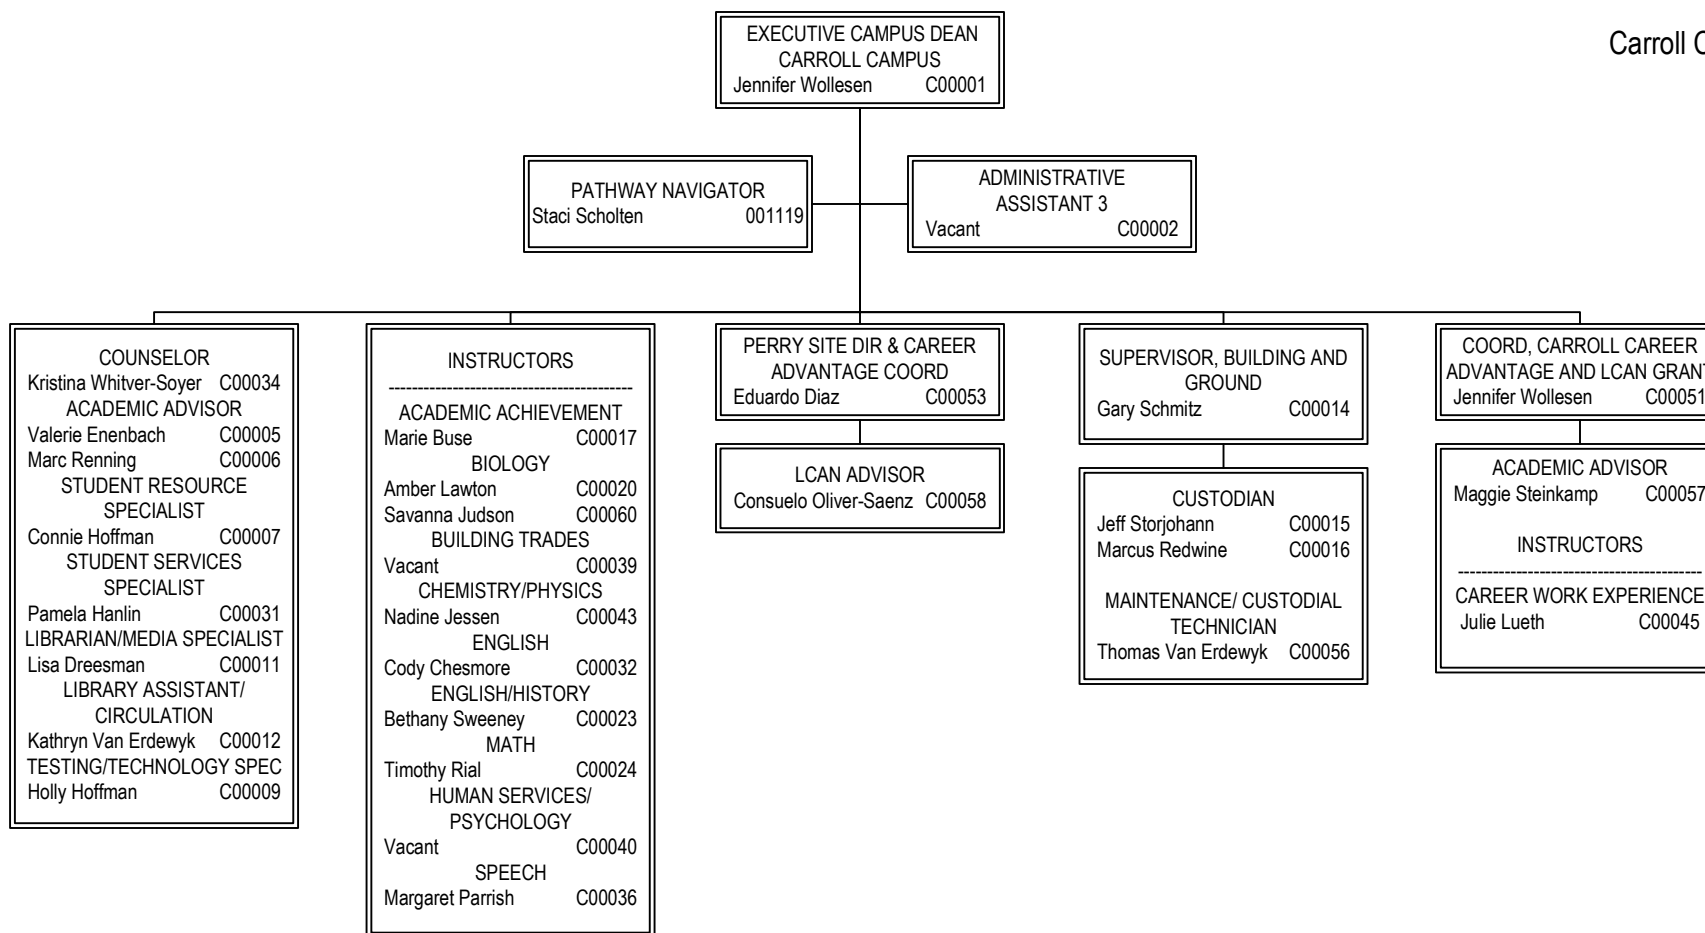 Carroll C
EXECUTIVE CAMPUS DEAN
CARROLL CAMPUS
Jennifer Wollesen C00001
PATHWAY NAVIGATOR
Staci Scholten 001119
ADMINISTRATIVE
ASSISTANT 3
Vacant C00002
COUNSELOR
Kristina Whitver-Soyer C00034
ACADEMIC ADVISOR
Valerie Enenbach C00005
Marc Renning C00006
STUDENT RESOURCE
SPECIALIST
Connie Hoffman C00007
STUDENT SERVICES
SPECIALIST
Pamela Hanlin C00031
LIBRARIAN/MEDIA SPECIALIST
Lisa Dreesman C00011
LIBRARY ASSISTANT/
CIRCULATION
Kathryn Van Erdewyk C00012
TESTING/TECHNOLOGY SPEC
Holly Hoffman C00009
INSTRUCTORS
------------------------------------------
ACADEMIC ACHIEVEMENT
Marie Buse C00017
BIOLOGY
Amber Lawton C00020
Savanna Judson C00060
BUILDING TRADES
Vacant C00039
CHEMISTRY/PHYSICS
Nadine Jessen C00043
ENGLISH
Cody Chesmore C00032
ENGLISH/HISTORY
Bethany Sweeney C00023
MATH
Timothy Rial C00024
HUMAN SERVICES/
PSYCHOLOGY
Vacant C00040
SPEECH
Margaret Parrish C00036
PERRY SITE DIR & CAREER
ADVANTAGE COORD
Eduardo Diaz C00053
LCAN ADVISOR
Consuelo Oliver-Saenz C00058
SUPERVISOR, BUILDING AND
GROUND
Gary Schmitz C00014
CUSTODIAN
Jeff Storjohann C00015
Marcus Redwine C00016
MAINTENANCE/ CUSTODIAL
TECHNICIAN
Thomas Van Erdewyk C00056
COORD, CARROLL CAREER
ADVANTAGE AND LCAN GRANT
Jennifer Wollesen C00051
ACADEMIC ADVISOR
Maggie Steinkamp C00057
INSTRUCTORS
------------------------------------------
CAREER WORK EXPERIENCE
Julie Lueth C00045